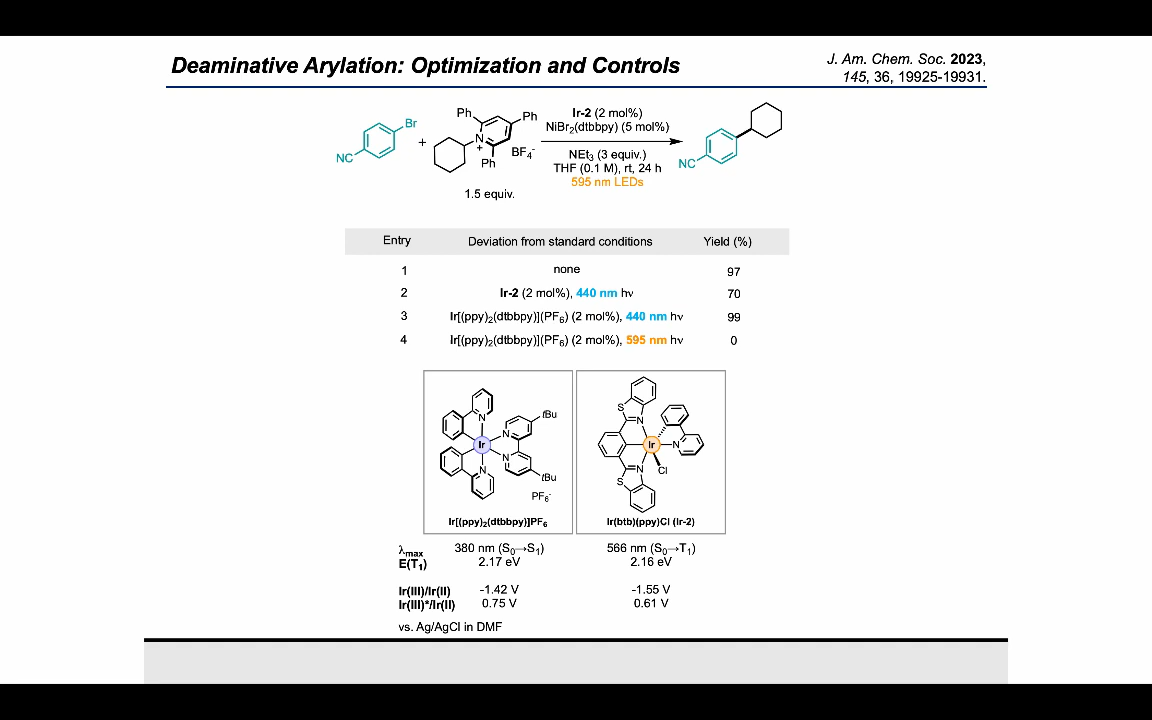 Deaminative Arylation: Optimization and Controls
J. Am. Chem. Soc. 2023,
145, 36, 19925-19931.
Br
NC
+
Ph
Ph
N
+
Ph
BF₄⁻
1.5 equiv.
Ir-2 (2 mol%)
NiBr₂(dtbbpy) (5 mol%)
NEt₃ (3 equiv.)
THF (0.1 M), rt, 24 h
595 nm LEDs
NC
Entry Deviation from standard conditions Yield (%)
1 none 97
2 Ir-2 (2 mol%), 440 nm hν 70
3 Ir[(ppy)₂(dtbbpy)](PF₆) (2 mol%), 440 nm hν 99
4 Ir[(ppy)₂(dtbbpy)](PF₆) (2 mol%), 595 nm hν 0
N
N
tBu
Ir
N
N
tBu
PF₆⁻
Ir[(ppy)₂(dtbbpy)]PF₆
S
N
Ir
N
N
Cl
S
Ir(btb)(ppy)Cl (Ir-2)
λmax 380 nm (S₀→S₁) 566 nm (S₀→T₁)
E(T₁) 2.17 eV 2.16 eV
Ir(III)/Ir(II) -1.42 V -1.55 V
Ir(III)*/Ir(II) 0.75 V 0.61 V
vs. Ag/AgCl in DMF